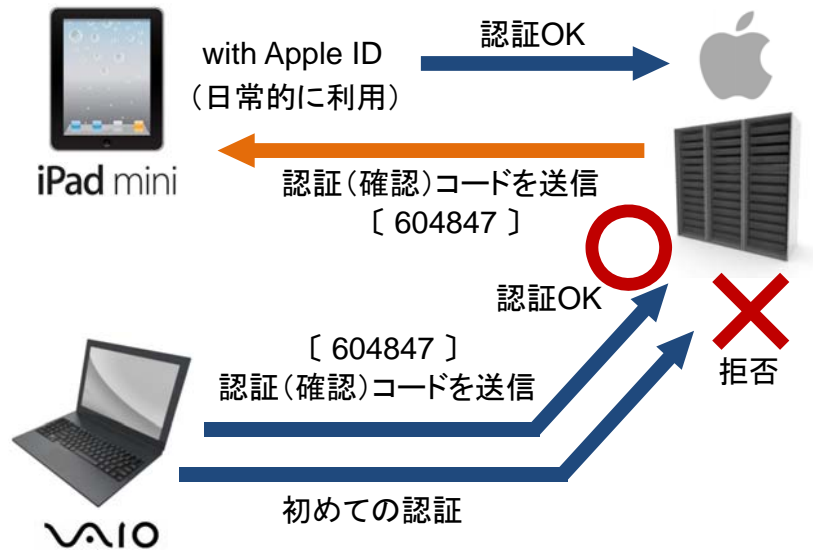 with Apple ID
(日常的に利用)
認証OK
iPad mini
認証(確認)コードを送信
〔 604847 〕
認証OK
拒否
〔 604847 〕
認証(確認)コードを送信
初めての認証
VAIO